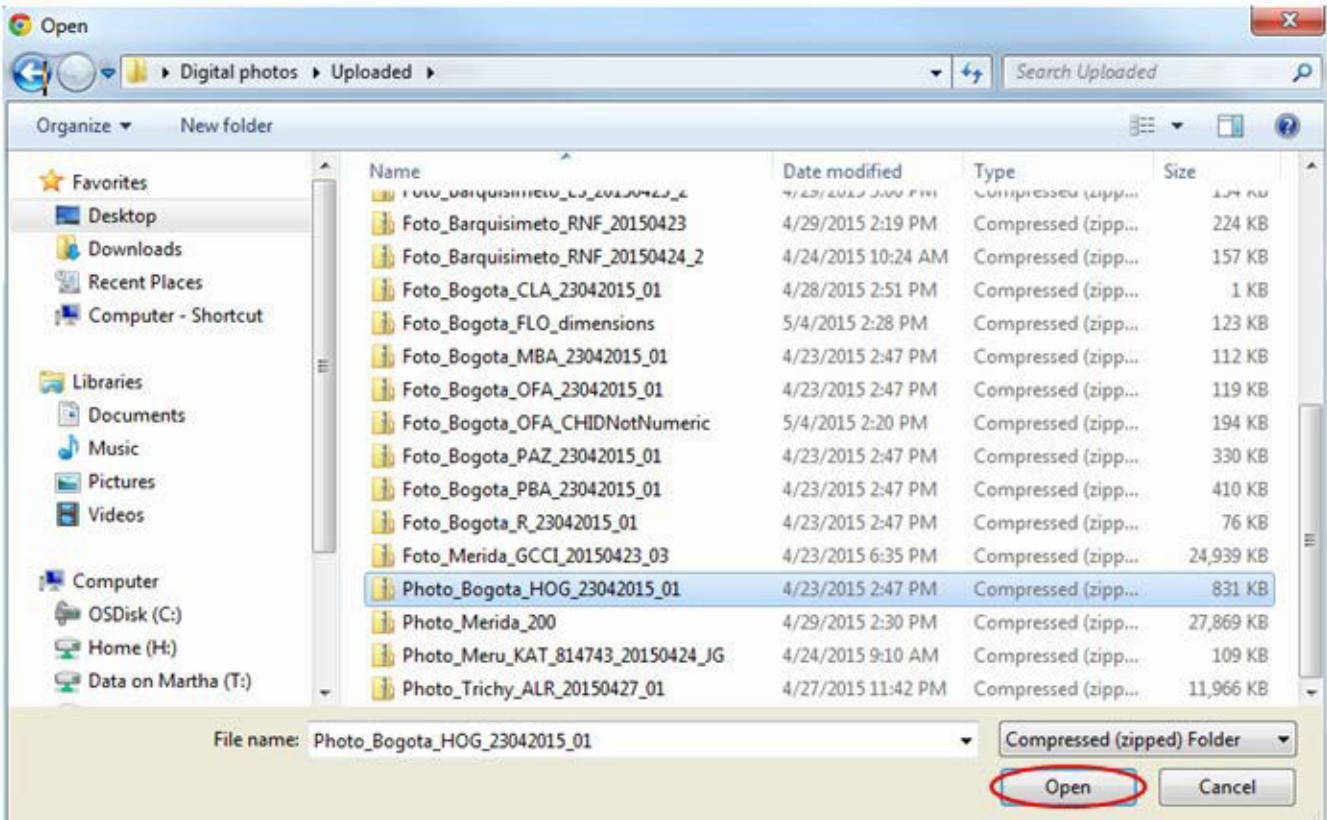 Open
Digital photos Uploaded
Search Uploaded
Organize New folder
Name Date modified Type Size
Favorites
Desktop
Downloads
Recent Places
Computer - Shortcut
Libraries
Documents
Music
Pictures
Videos
Computer
OSDisk (C:)
Home (H:)
Data on Martha (T:)
Foto_Barquisimeto_RNF_20150423 4/29/2015 2:19 PM Compressed (zipp... 224 KB
Foto_Barquisimeto_RNF_20150424_2 4/24/2015 10:24 AM Compressed (zipp... 157 KB
Foto_Bogota_CLA_23042015_01 4/28/2015 2:51 PM Compressed (zipp... 1 KB
Foto_Bogota_FLO_dimensions 5/4/2015 2:28 PM Compressed (zipp... 123 KB
Foto_Bogota_MBA_23042015_01 4/23/2015 2:47 PM Compressed (zipp... 112 KB
Foto_Bogota_OFA_23042015_01 4/23/2015 2:47 PM Compressed (zipp... 119 KB
Foto_Bogota_OFA_CHIDNotNumeric 5/4/2015 2:20 PM Compressed (zipp... 194 KB
Foto_Bogota_PAZ_23042015_01 4/23/2015 2:47 PM Compressed (zipp... 330 KB
Foto_Bogota_PBA_23042015_01 4/23/2015 2:47 PM Compressed (zipp... 410 KB
Foto_Bogota_R_23042015_01 4/23/2015 2:47 PM Compressed (zipp... 76 KB
Foto_Merida_GCCI_20150423_03 4/23/2015 6:35 PM Compressed (zipp... 24,939 KB
Photo_Bogota_HOG_23042015_01 4/23/2015 2:47 PM Compressed (zipp... 831 KB
Photo_Merida_200 4/29/2015 2:30 PM Compressed (zipp... 27,869 KB
Photo_Meru_KAT_814743_20150424_JG 4/24/2015 9:10 AM Compressed (zipp... 109 KB
Photo_Trichy_ALR_20150427_01 4/27/2015 11:42 PM Compressed (zipp... 11,966 KB
File name: Photo_Bogota_HOG_23042015_01 Compressed (zipped) Folder
Open Cancel